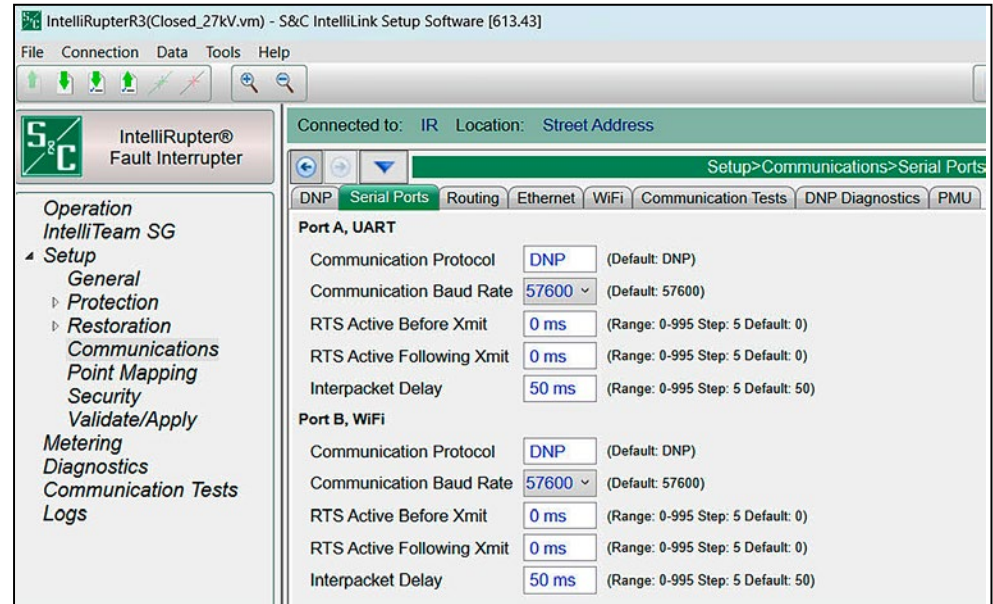 IntelliRupterR3(Closed_27kV.vm) - S&C IntelliLink Setup Software [613.43]
File Connection Data Tools Help
S&C
IntelliRupter®
Fault Interrupter
Operation
IntelliTeam SG
Setup
General
Protection
Restoration
Communications
Point Mapping
Security
Validate/Apply
Metering
Diagnostics
Communication Tests
Logs
Connected to: IR Location: Street Address
Setup>Communications>Serial Ports
DNP Serial Ports Routing Ethernet WiFi Communication Tests DNP Diagnostics PMU
Port A, UART
Communication Protocol DNP (Default: DNP)
Communication Baud Rate 57600 (Default: 57600)
RTS Active Before Xmit 0 ms (Range: 0-995 Step: 5 Default: 0)
RTS Active Following Xmit 0 ms (Range: 0-995 Step: 5 Default: 0)
Interpacket Delay 50 ms (Range: 0-995 Step: 5 Default: 50)
Port B, WiFi
Communication Protocol DNP (Default: DNP)
Communication Baud Rate 57600 (Default: 57600)
RTS Active Before Xmit 0 ms (Range: 0-995 Step: 5 Default: 0)
RTS Active Following Xmit 0 ms (Range: 0-995 Step: 5 Default: 0)
Interpacket Delay 50 ms (Range: 0-995 Step: 5 Default: 50)